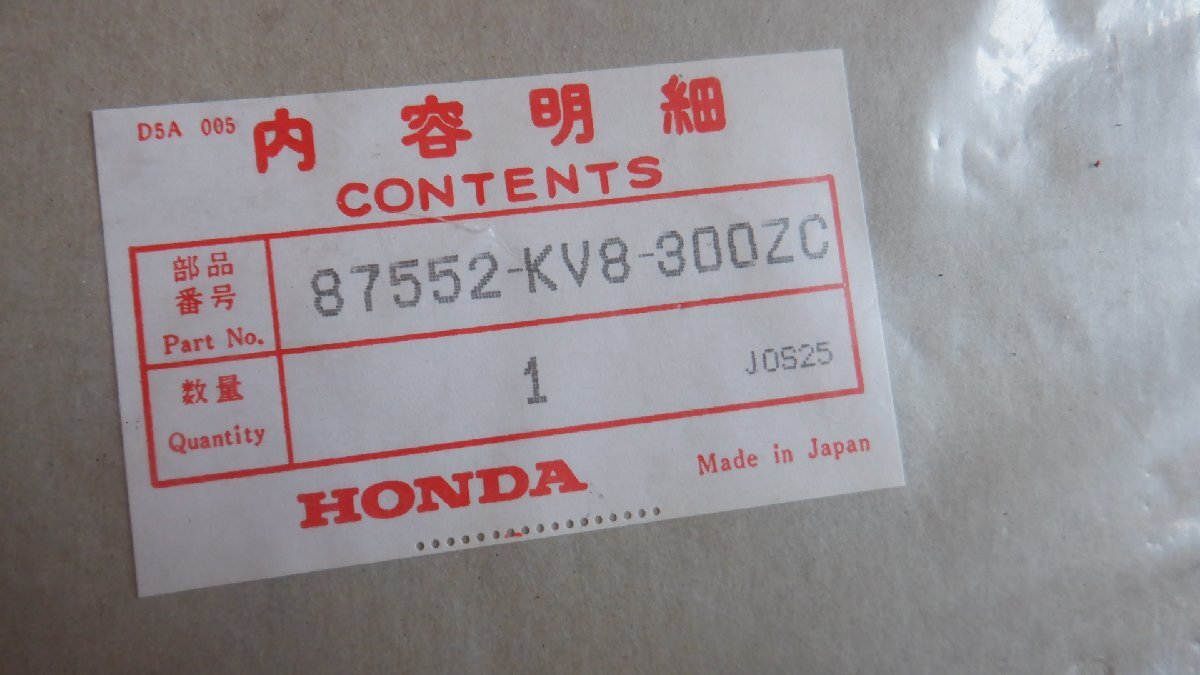 D5A 005
内容明細
CONTENTS
部品
番号
Part No.
87552-KV8-300ZC
数量
Quantity
1
J0S25
HONDA
Made in Japan